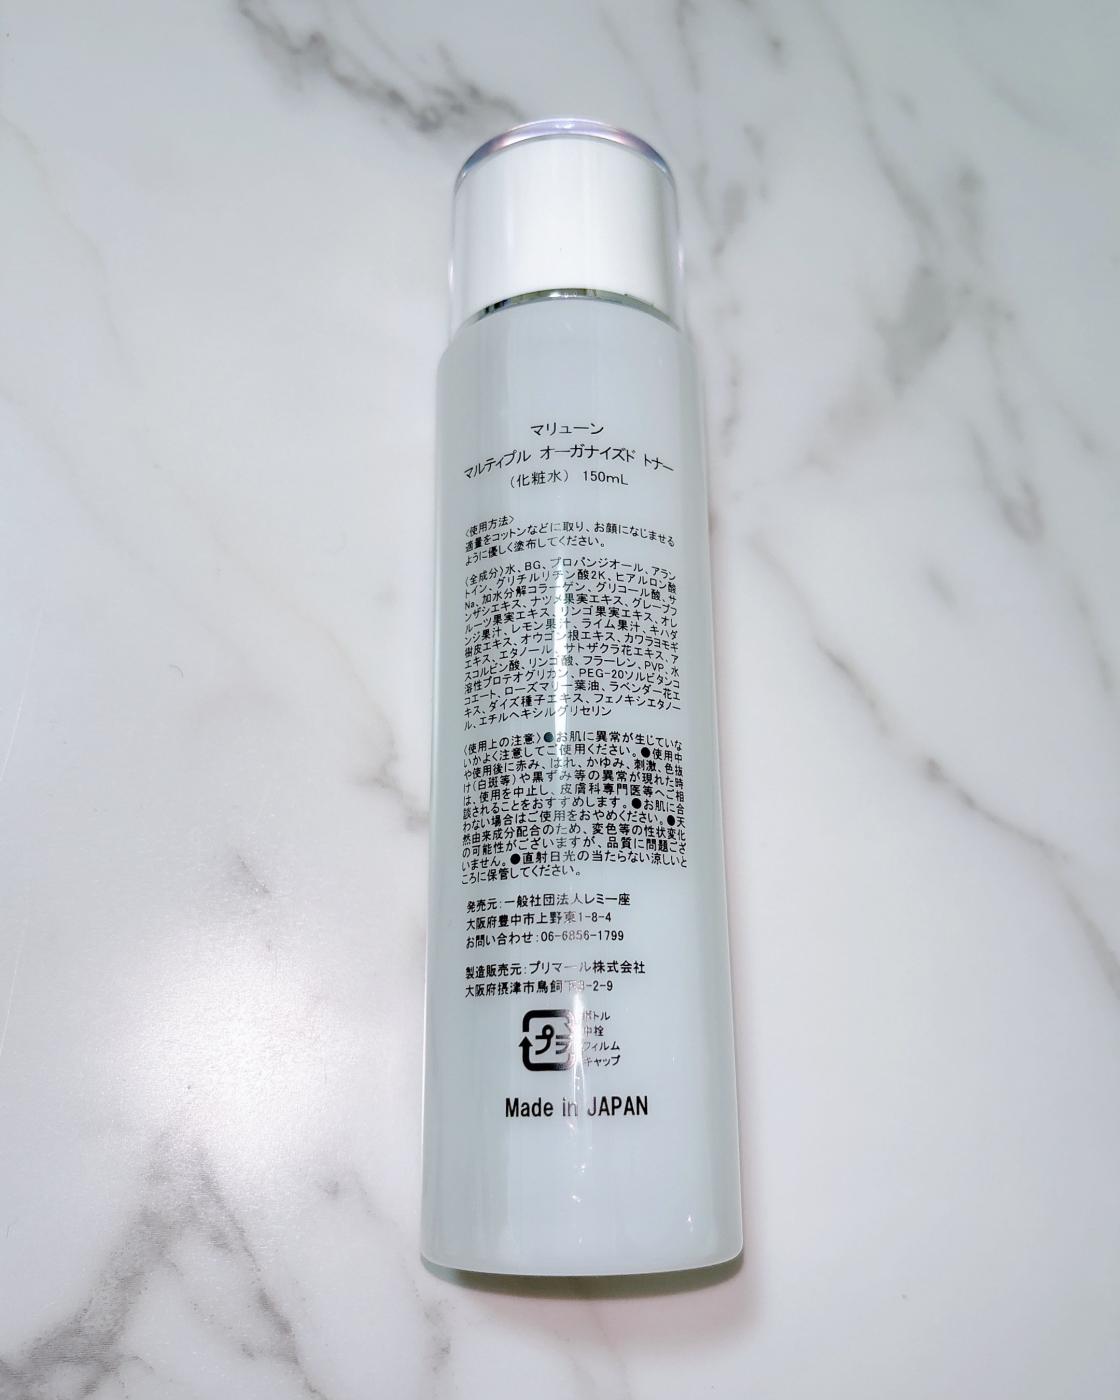 マリューン
マルティプル オーガナイズド トナー
（化粧水） 150mL
〈使用方法〉
適量をコットンなどに取り、お顔になじませる
ように優しく塗布してください。
〈全成分〉水、BG、プロパンジオール、アラン
トイン、グリチルリチン酸2K、ヒアルロン酸
Na、加水分解コラーゲン、グリコール酸、サ
ンザシエキス、ナツメ果実エキス、グレープフ
ルーツ果実エキス、リンゴ果実エキス、オレ
ンジ果汁、レモン果汁、ライム果汁、キハダ
樹皮エキス、オウゴン根エキス、カワラヨモギ
エキス、エタノール、サトザクラ花エキス、ア
スコルビン酸、リンゴ酸、フラーレン、PVP、水
溶性プロテオグリカン、PEG-20ソルビタンコ
コエート、ローズマリー葉油、ラベンダー花エ
キス、ダイズ種子エキス、フェノキシエタノー
ル、エチルヘキシルグリセリン
〈使用上の注意〉●お肌に異常が生じていな
いかよく注意してご使用ください。●使用中
や使用後に赤み、はれ、かゆみ、刺激、色抜
け(白斑等)や黒ずみ等の異常が現れた時
は、使用を中止し、皮膚科専門医等へご相
談されることをおすすめします。●お肌に合
わない場合はご使用をおやめください。●天
然由来成分配合のため、変色等の性状変化
の可能性がございますが、品質に問題ござ
いません。●直射日光の当たらない涼しいと
ころに保管してください。
発売元：一般社団法人レミー座
大阪府豊中市上野東1-8-4
お問い合わせ：06-6856-1799
製造販売元：プリマール株式会社
大阪府摂津市鳥飼下3-2-9
プラ
ボトル
中栓
フィルム
キャップ
Made in JAPAN